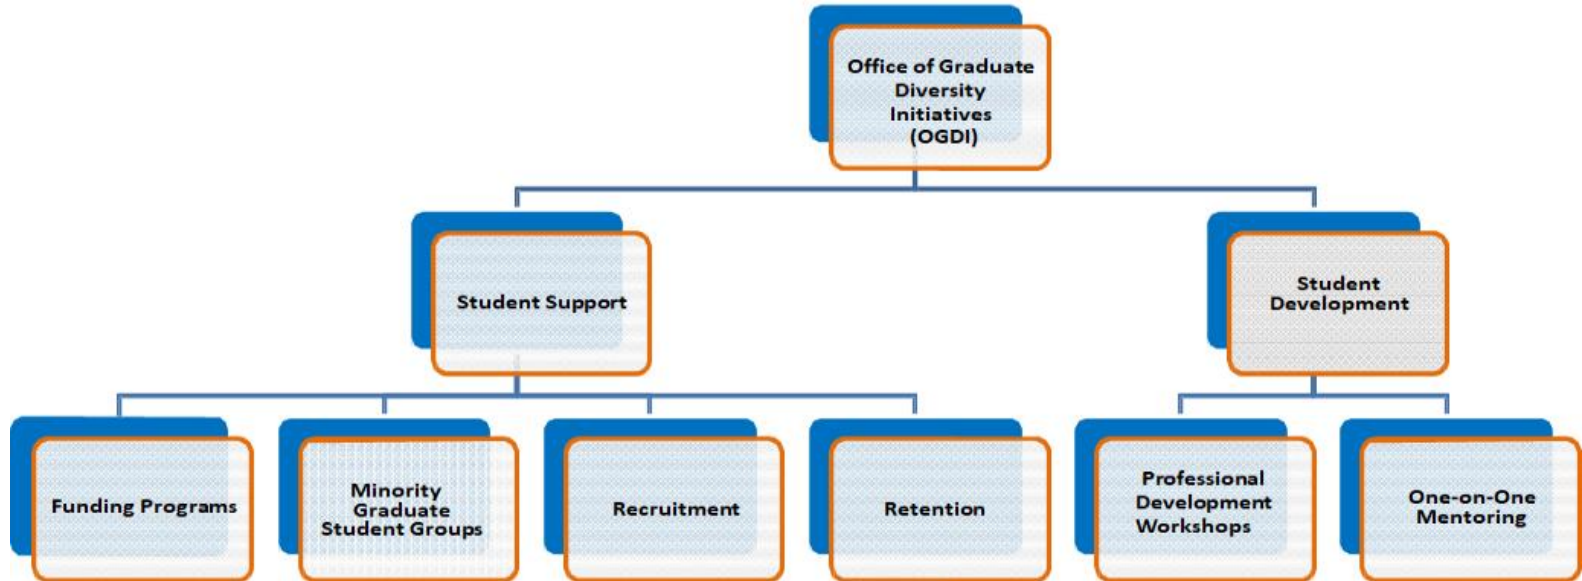 Office of Graduate
Diversity
Initiatives
(OGDI)
Student Support
Student
Development
Funding Programs
Minority
Graduate
Student Groups
Recruitment
Retention
Professional
Development
Workshops
One-on-One
Mentoring